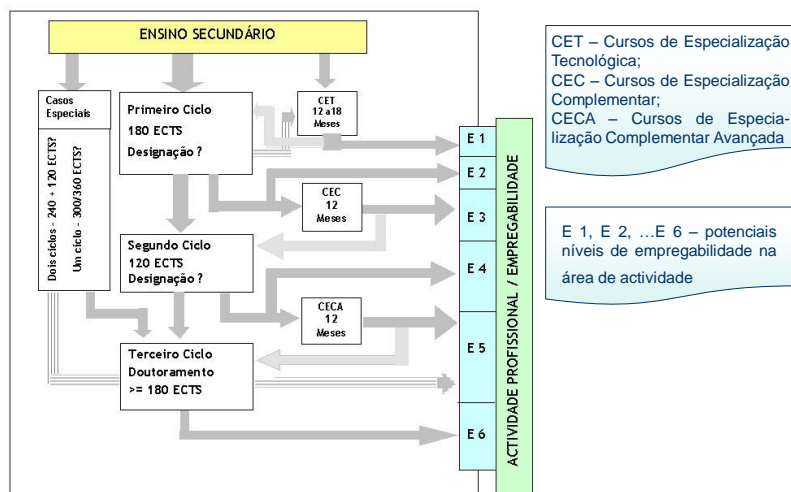 ENSINO SECUNDÁRIO
Casos
Especiais
Dois ciclos - 240 + 120 ECTS?
Um ciclo - 300/360 ECTS?
Primeiro Ciclo
180 ECTS
Designação ?
CET
12 a 18
Meses
CEC
12
Meses
Segundo Ciclo
120 ECTS
Designação ?
CECA
12
Meses
Terceiro Ciclo
Doutoramento
>= 180 ECTS
E 1
E 2
E 3
E 4
E 5
E 6
ACTIVIDADE PROFISSIONAL / EMPREGABILIDADE
CET – Cursos de Especialização
Tecnológica;
CEC – Cursos de Especialização
Complementar;
CECA – Cursos de Especia-
lização Complementar Avançada
E 1, E 2, ...E 6 – potenciais
níveis de empregabilidade na
área de actividade